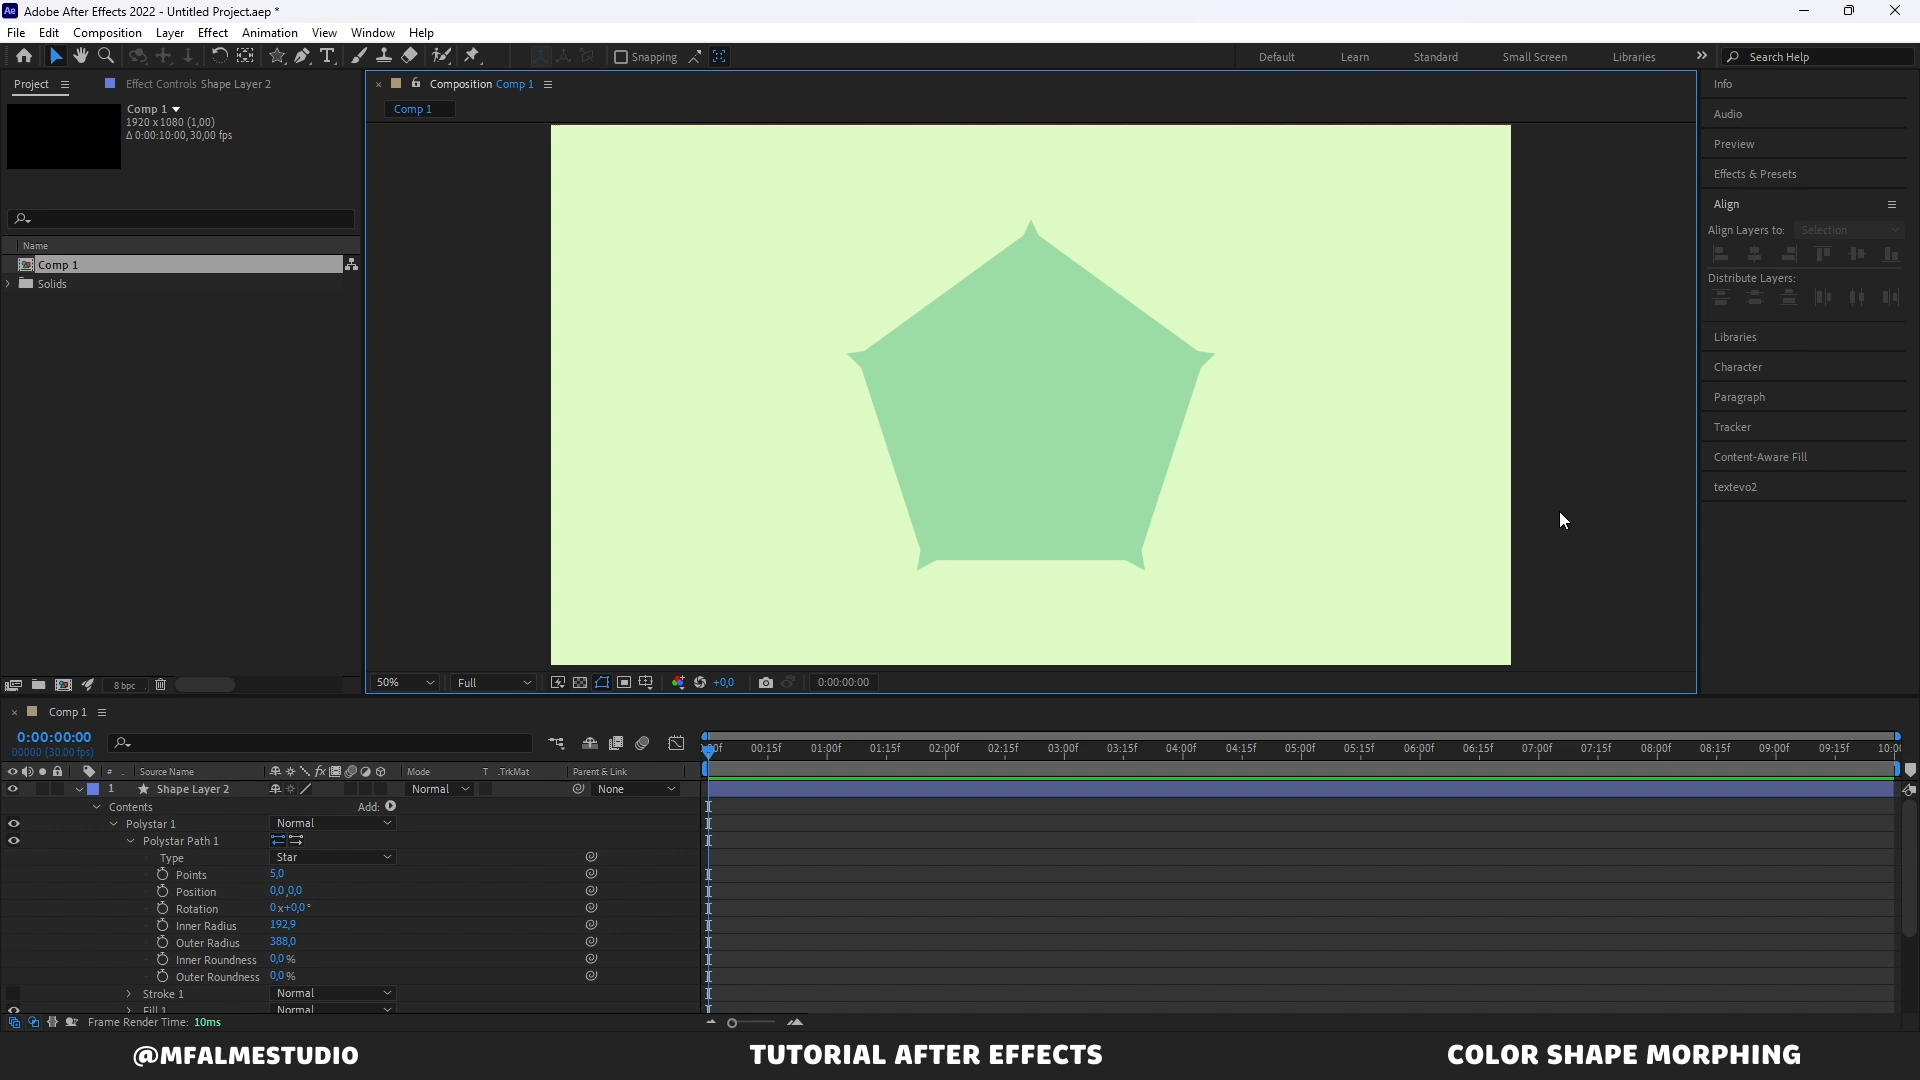 Adobe After Effects 2022 - Untitled Project.aep *
File Edit Composition Layer Effect Animation View Window Help
Snapping
Default Learn Standard Small Screen Libraries
Search Help
Project
Effect Controls Shape Layer 2
Comp 1
1920 x 1080 (1,00)
Δ 0:00:10:00, 30,00 fps
Name
Comp 1
Solids
8 bpc
Composition Comp 1
Comp 1
50% Full +0,0 0:00:00:00
Info
Audio
Preview
Effects & Presets
Align
Align Layers to: Selection
Distribute Layers:
Libraries
Character
Paragraph
Tracker
Content-Aware Fill
textevo2
Comp 1
0:00:00:00
00000 (30.00 fps)
:00f 00:15f 01:00f 01:15f 02:00f 02:15f 03:00f 03:15f 04:00f 04:15f 05:00f 05:15f 06:00f 06:15f 07:00f 07:15f 08:00f 08:15f 09:00f 09:15f 10:0
# . Source Name Mode T .TrkMat Parent & Link
1 Shape Layer 2 Normal None
Contents Add:
Polystar 1 Normal
Polystar Path 1
Type Star
Points 5,0
Position 0,0,0,0
Rotation 0x+0,0°
Inner Radius 192,9
Outer Radius 388,0
Inner Roundness 0,0 %
Outer Roundness 0,0 %
Stroke 1 Normal
Fill 1 Normal
Frame Render Time: 10ms
@MFALMESTUDIO
TUTORIAL AFTER EFFECTS
COLOR SHAPE MORPHING